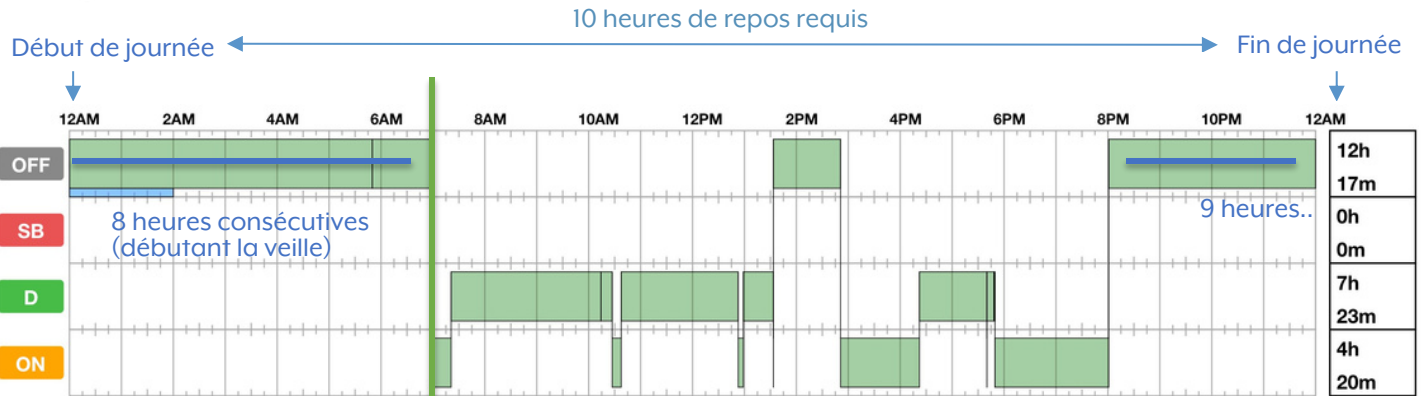 10 heures de repos requis
Début de journée
Fin de journée
12AM 2AM 4AM 6AM 8AM 10AM 12PM 2PM 4PM 6PM 8PM 10PM 12AM
OFF
12h
17m
8 heures consécutives
(débutant la veille)
9 heures..
SB
0h
0m
D
7h
23m
ON
4h
20m